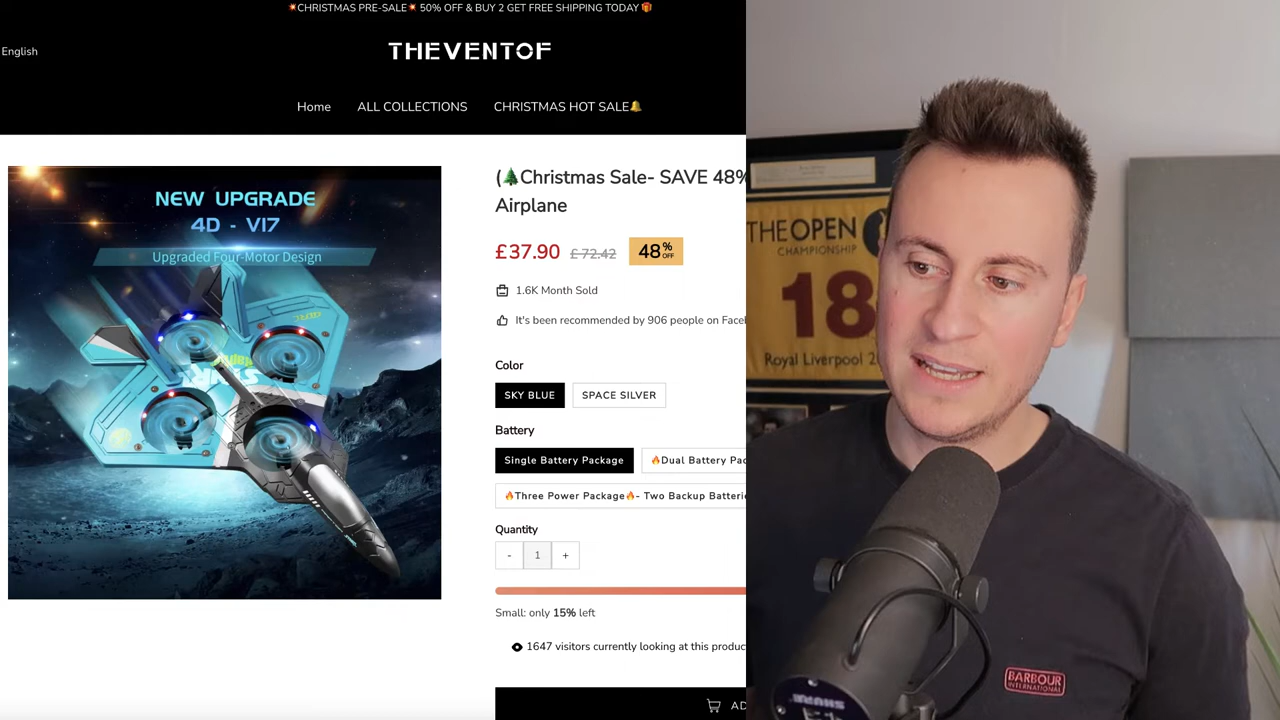 💥CHRISTMAS PRE-SALE💥 50% OFF & BUY 2 GET FREE SHIPPING TODAY🎁
English
THEVENTOF
Home
ALL COLLECTIONS
CHRISTMAS HOT SALE🔔
NEW UPGRADE
4D - V17
Upgraded Four-Motor Design
(🌲Christmas Sale- SAVE 48%
Airplane
£37.90 £72.42 48% OFF
1.6K Month Sold
It's been recommended by 906 people on Face
Color
SKY BLUE
SPACE SILVER
Battery
Single Battery Package
🔥Dual Battery Pac
🔥Three Power Package🔥- Two Backup Batterie
Quantity
- 1 +
Small: only 15% left
1647 visitors currently looking at this produc
AD
THE OPEN
CHAMPIONSHIP
18
Royal Liverpool 2
BARBOUR
INTERNATIONAL
SHURE